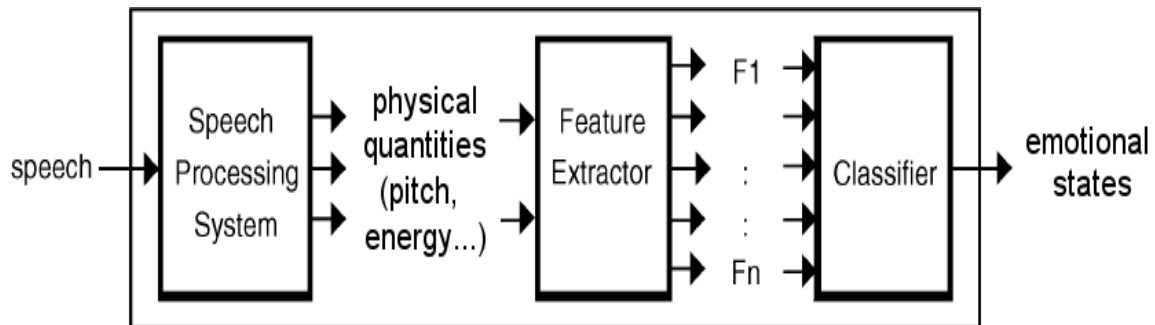 speech
Speech
Processing
System
physical
quantities
(pitch,
energy...)
Feature
Extractor
F1
:
:
Fn
Classifier
emotional
states